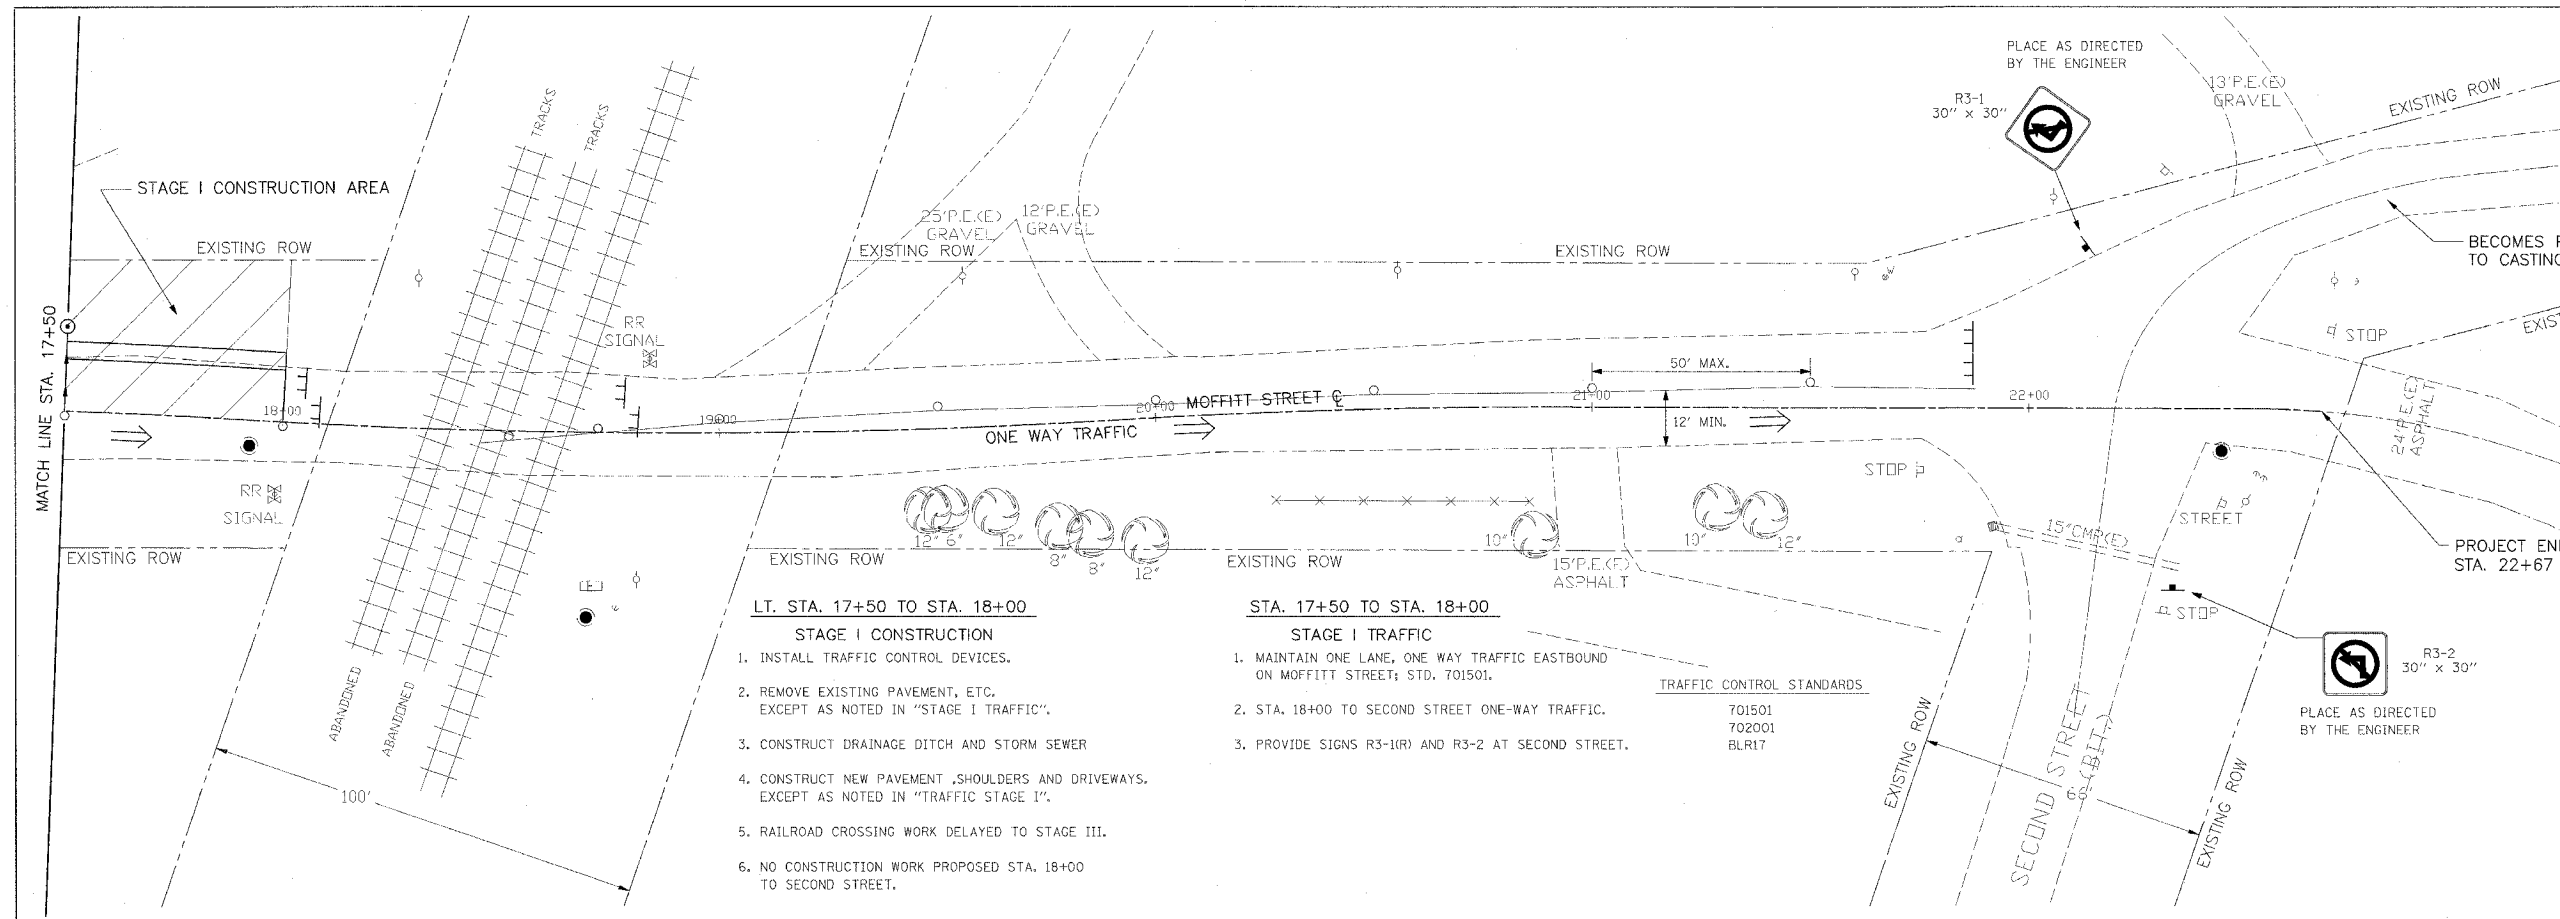 PLACE AS DIRECTED
BY THE ENGINEER
R3-1
30" x 30"
13'P.E.(E)
GRAVEL
EXISTING ROW
TRACKS
TRACKS
STAGE I CONSTRUCTION AREA
25'P.E.(E)
GRAVEL
12'P.E.(E)
GRAVEL
EXISTING ROW
EXISTING ROW
EXISTING ROW
BECOMES
TO CASTING
MATCH LINE STA. 17+50
RR
SIGNAL
STOP
50' MAX.
18+00
19+00
20+00
MOFFITT STREET ℄
21+00
22+00
12' MIN.
ONE WAY TRAFFIC
24'P.E.(E)
ASPHALT
STOP
RR
SIGNAL
STREET
15"CMP(E)
12" 6"
12"
8"
8"
12"
10"
10"
12"
EXISTING ROW
EXISTING ROW
EXISTING ROW
15'P.E.(E)
ASPHALT
PROJECT
STA. 22+67
STOP
LT. STA. 17+50 TO STA. 18+00
STAGE I CONSTRUCTION
1. INSTALL TRAFFIC CONTROL DEVICES.
2. REMOVE EXISTING PAVEMENT, ETC.
EXCEPT AS NOTED IN "STAGE I TRAFFIC".
3. CONSTRUCT DRAINAGE DITCH AND STORM SEWER
4. CONSTRUCT NEW PAVEMENT ,SHOULDERS AND DRIVEWAYS.
EXCEPT AS NOTED IN "TRAFFIC STAGE I".
5. RAILROAD CROSSING WORK DELAYED TO STAGE III.
6. NO CONSTRUCTION WORK PROPOSED STA. 18+00
TO SECOND STREET.
STA. 17+50 TO STA. 18+00
STAGE I TRAFFIC
1. MAINTAIN ONE LANE, ONE WAY TRAFFIC EASTBOUND
ON MOFFITT STREET; STD. 701501.
2. STA. 18+00 TO SECOND STREET ONE-WAY TRAFFIC.
3. PROVIDE SIGNS R3-1(R) AND R3-2 AT SECOND STREET.
TRAFFIC CONTROL STANDARDS
701501
702001
BLR17
R3-2
30" x 30"
PLACE AS DIRECTED
BY THE ENGINEER
ABANDONED
ABANDONED
100'
EXISTING ROW
SECOND STREET
(BIT.)
66'
EXISTING ROW